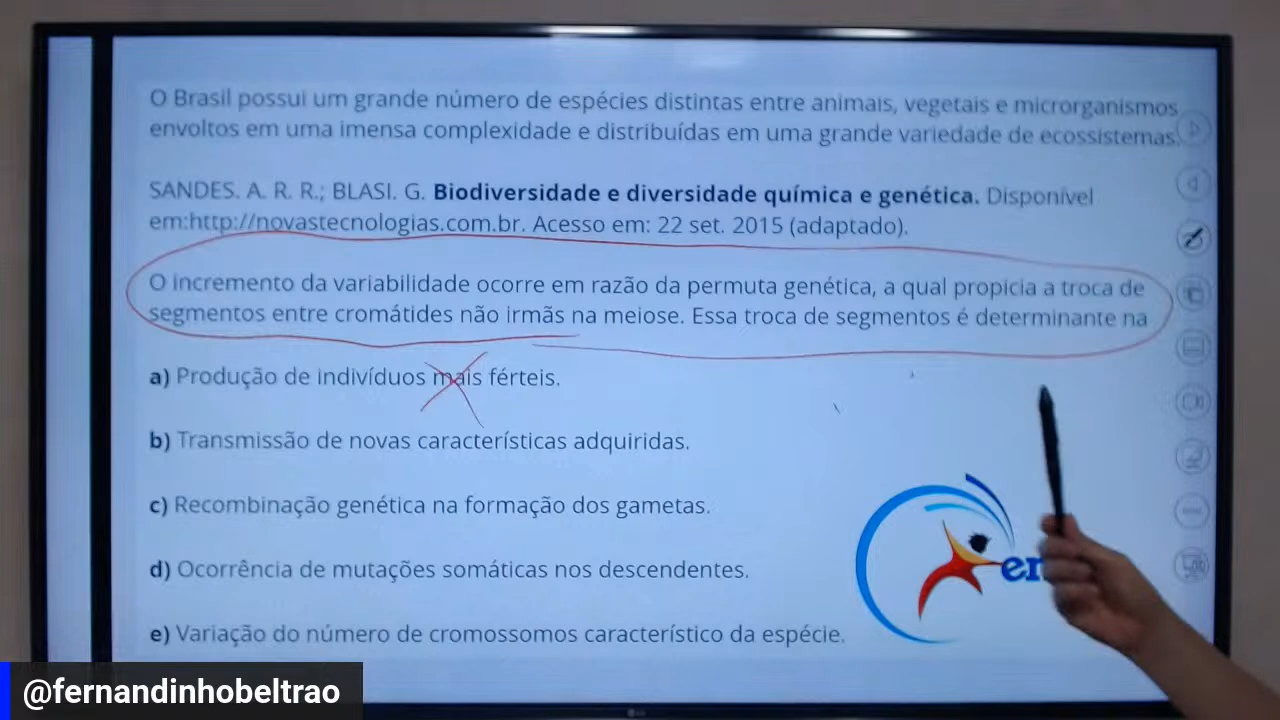 O Brasil possui um grande número de espécies distintas entre animais, vegetais e microrganismos
envoltos em uma imensa complexidade e distribuídas em uma grande variedade de ecossistemas.
SANDES. A. R. R.; BLASI. G. Biodiversidade e diversidade química e genética. Disponível
em:http://novastecnologias.com.br. Acesso em: 22 set. 2015 (adaptado).
O incremento da variabilidade ocorre em razão da permuta genética, a qual propicia a troca de
segmentos entre cromátides não irmãs na meiose. Essa troca de segmentos é determinante na
a) Produção de indivíduos mais férteis.
b) Transmissão de novas características adquiridas.
c) Recombinação genética na formação dos gametas.
d) Ocorrência de mutações somáticas nos descendentes.
e) Variação do número de cromossomos característico da espécie.
@fernandinhobeltrao